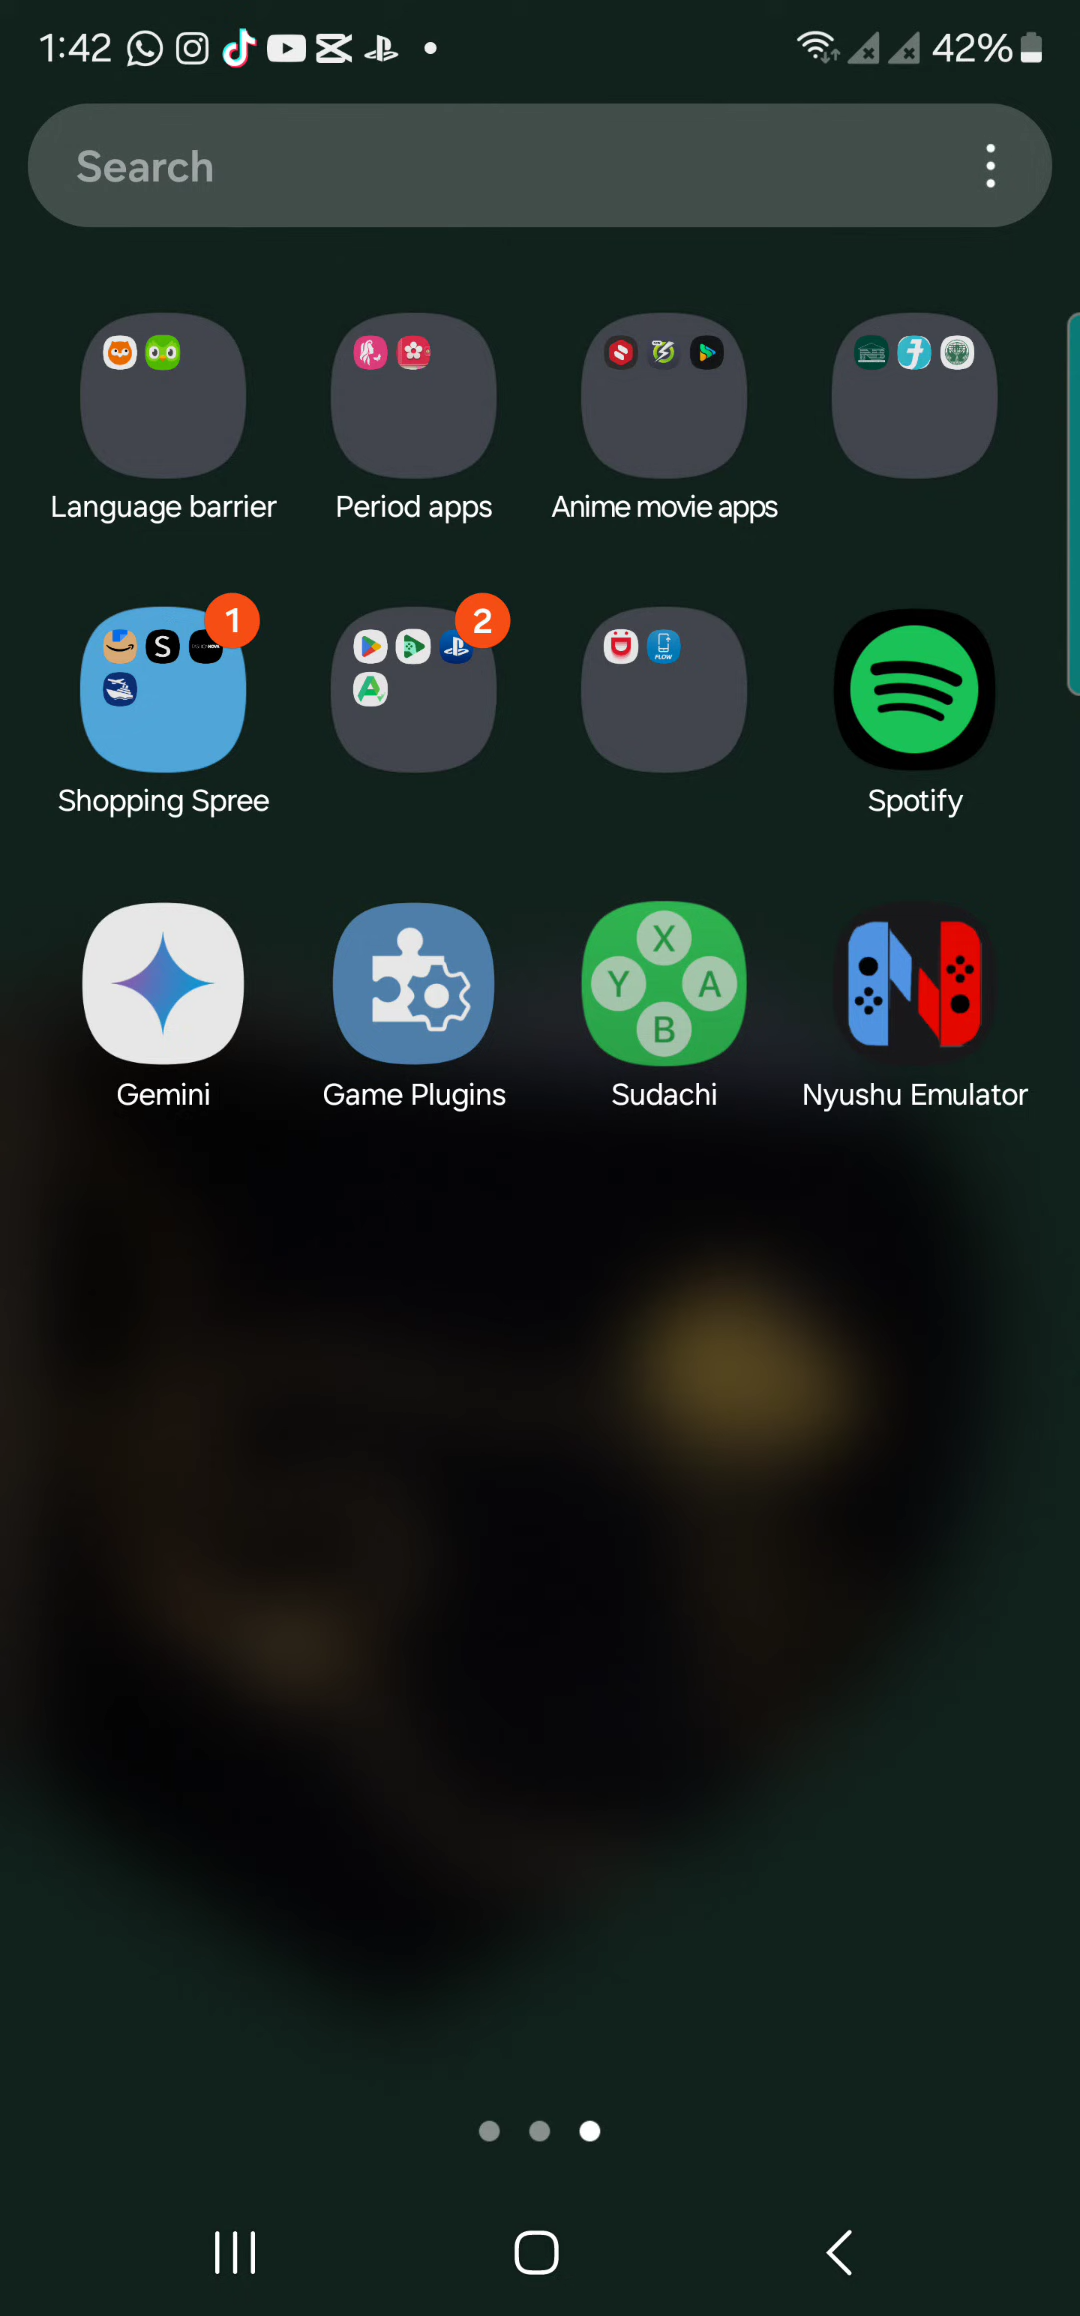 1:42
42%
Search
Language barrier
Period apps
Anime movie apps
1
2
S
FLOW
Shopping Spree
Spotify
X
Y
A
B
Gemini
Game Plugins
Sudachi
Nyushu Emulator